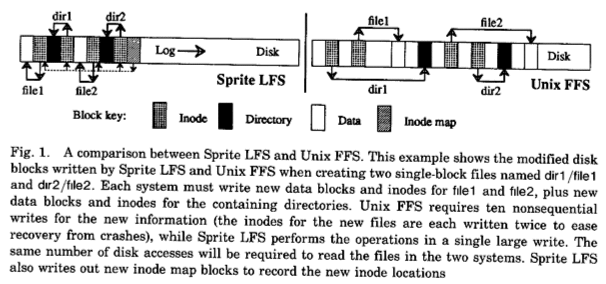 dir1 dir2
file1 file2
Log Disk
Disk
Sprite LFS
Unix FFS
file1 file2
dir1 dir2
Block key: Inode Directory Data Inode map
Fig. 1. A comparison between Sprite LFS and Unix FFS. This example shows the modified disk
blocks written by Sprite LFS and Unix FFS when creating two single-block files named dir1/file1
and dir2/file2. Each system must write new data blocks and inodes for file1 and file2, plus new
data blocks and inodes for the containing directories. Unix FFS requires ten nonsequential
writes for the new information (the inodes for the new files are each written twice to ease
recovery from crashes), while Sprite LFS performs the operations in a single large write. The
same number of disk accesses will be required to read the files in the two systems. Sprite LFS
also writes out new inode map blocks to record the new inode locations